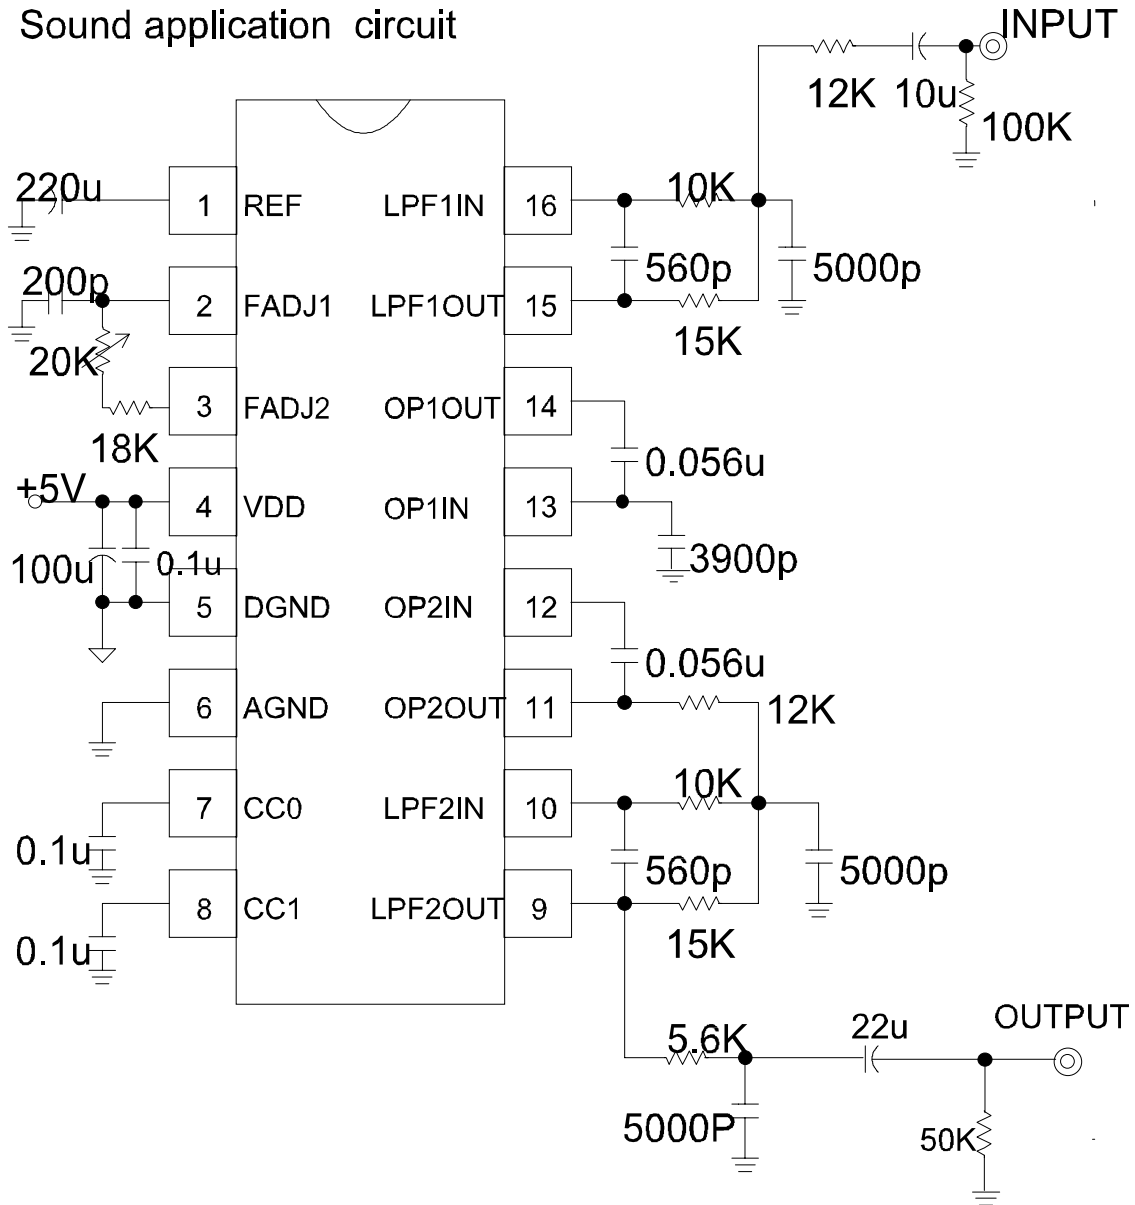 Sound application circuit
INPUT
12K
10u
100K
220u
1
REF
LPF1IN
16
10K
560p
5000p
200p
2
FADJ1
LPF1OUT
15
15K
20K
3
FADJ2
OP1OUT
14
18K
0.056u
+5V
4
VDD
OP1IN
13
100u
0.1u
3900p
5
DGND
OP2IN
12
0.056u
6
AGND
OP2OUT
11
12K
7
CC0
LPF2IN
10
10K
0.1u
560p
5000p
8
CC1
LPF2OUT
9
15K
0.1u
5.6K
22u
OUTPUT
5000P
50K